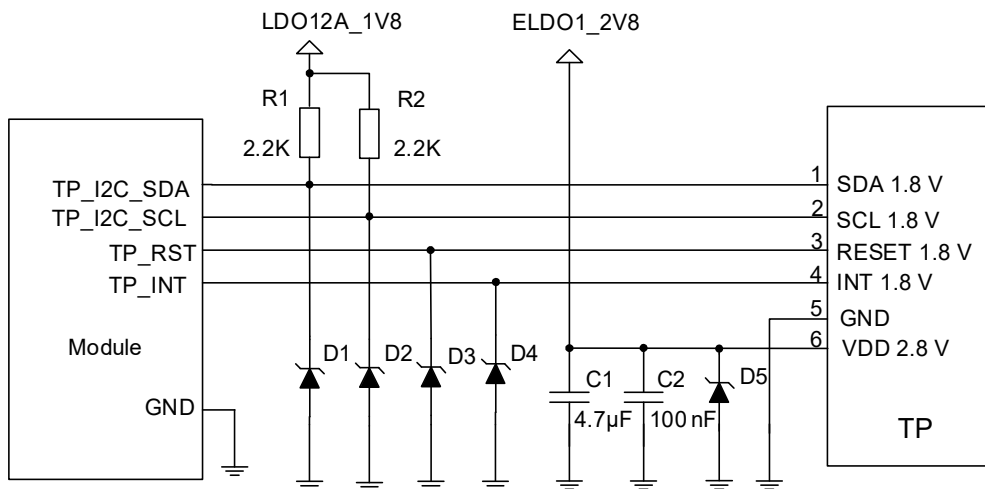 LDO12A_1V8
ELDO1_2V8
R1
R2
2.2K
2.2K
TP_I2C_SDA
TP_I2C_SCL
TP_RST
TP_INT
Module
GND
1
SDA 1.8 V
2
SCL 1.8 V
3
RESET 1.8 V
4
INT 1.8 V
5
GND
6
VDD 2.8 V
TP
D1
D2
D3
D4
C1
4.7μF
C2
100 nF
D5